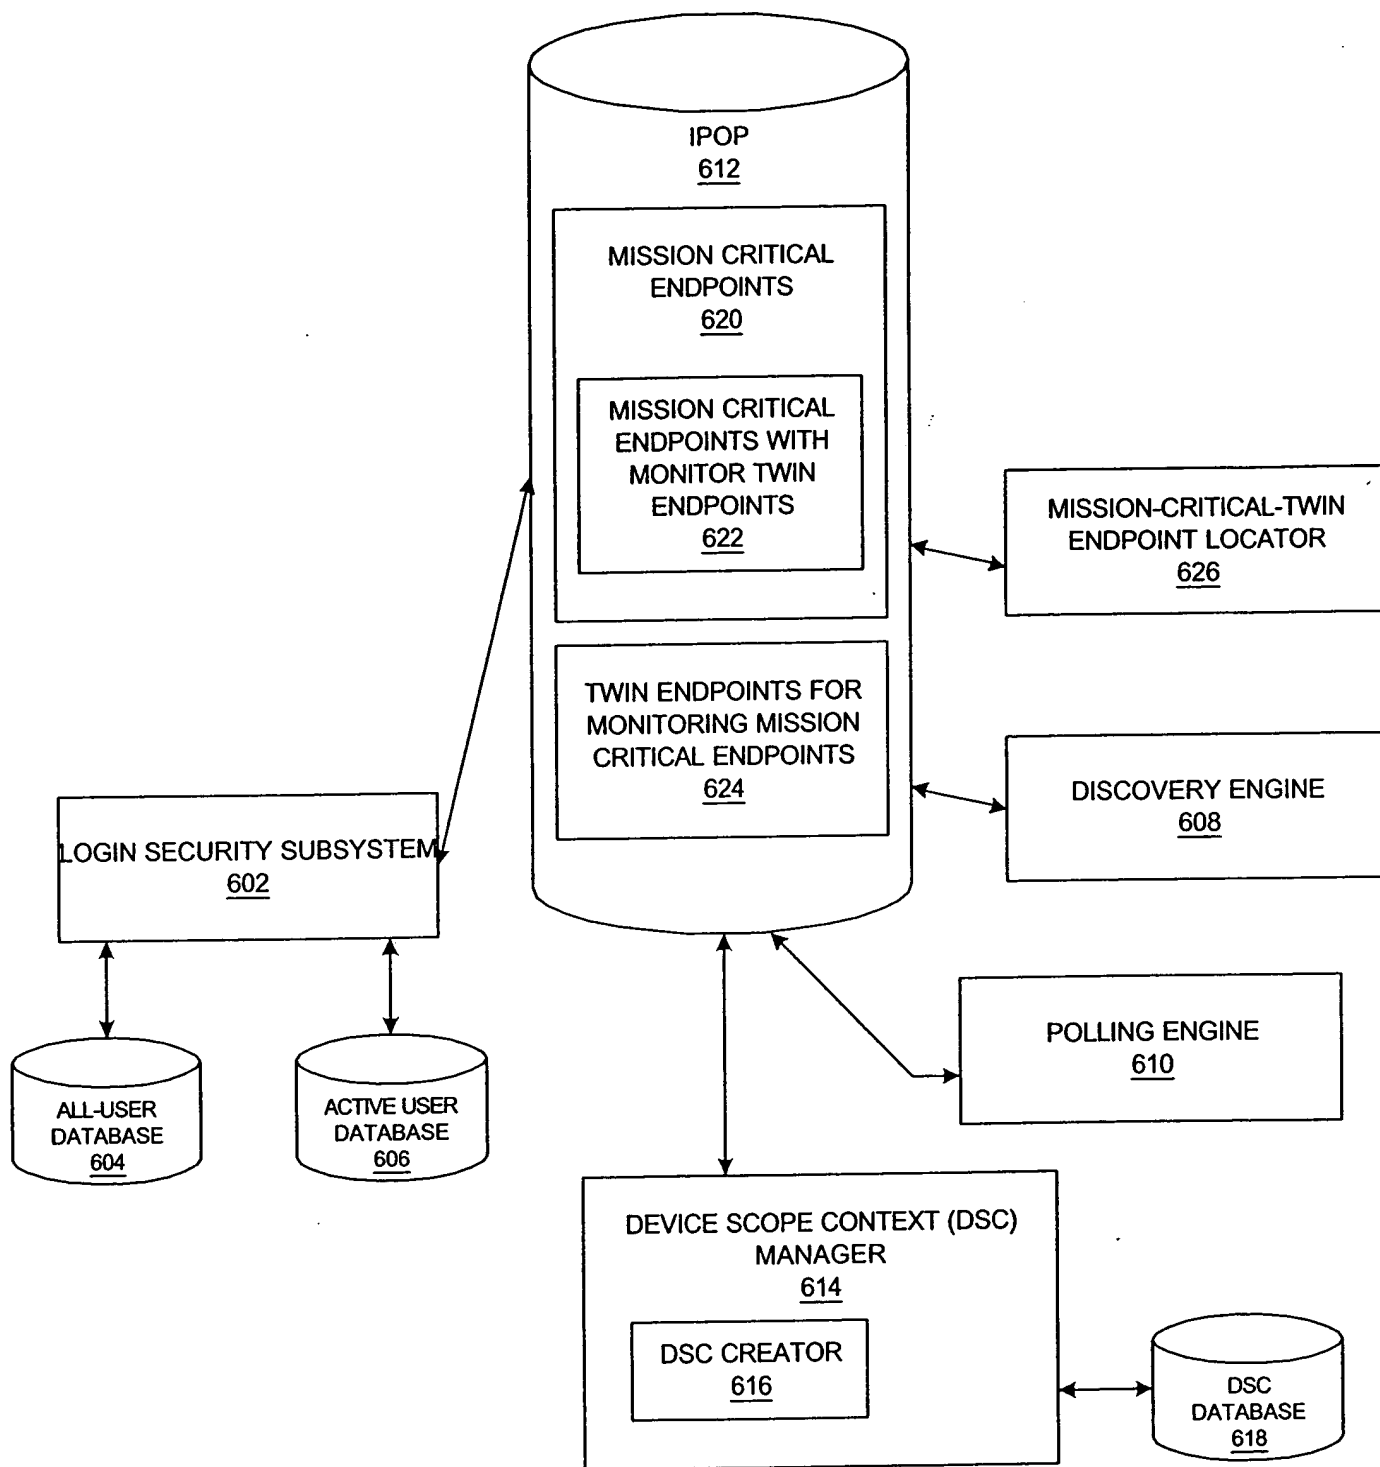 IPOP
612
MISSION CRITICAL
ENDPOINTS
620
MISSION CRITICAL
ENDPOINTS WITH
MONITOR TWIN
ENDPOINTS
622
MISSION-CRITICAL-TWIN
ENDPOINT LOCATOR
626
TWIN ENDPOINTS FOR
MONITORING MISSION
CRITICAL ENDPOINTS
624
DISCOVERY ENGINE
608
LOGIN SECURITY SUBSYSTEM
602
POLLING ENGINE
610
ALL-USER
DATABASE
604
ACTIVE USER
DATABASE
606
DEVICE SCOPE CONTEXT (DSC)
MANAGER
614
DSC CREATOR
616
DSC
DATABASE
618